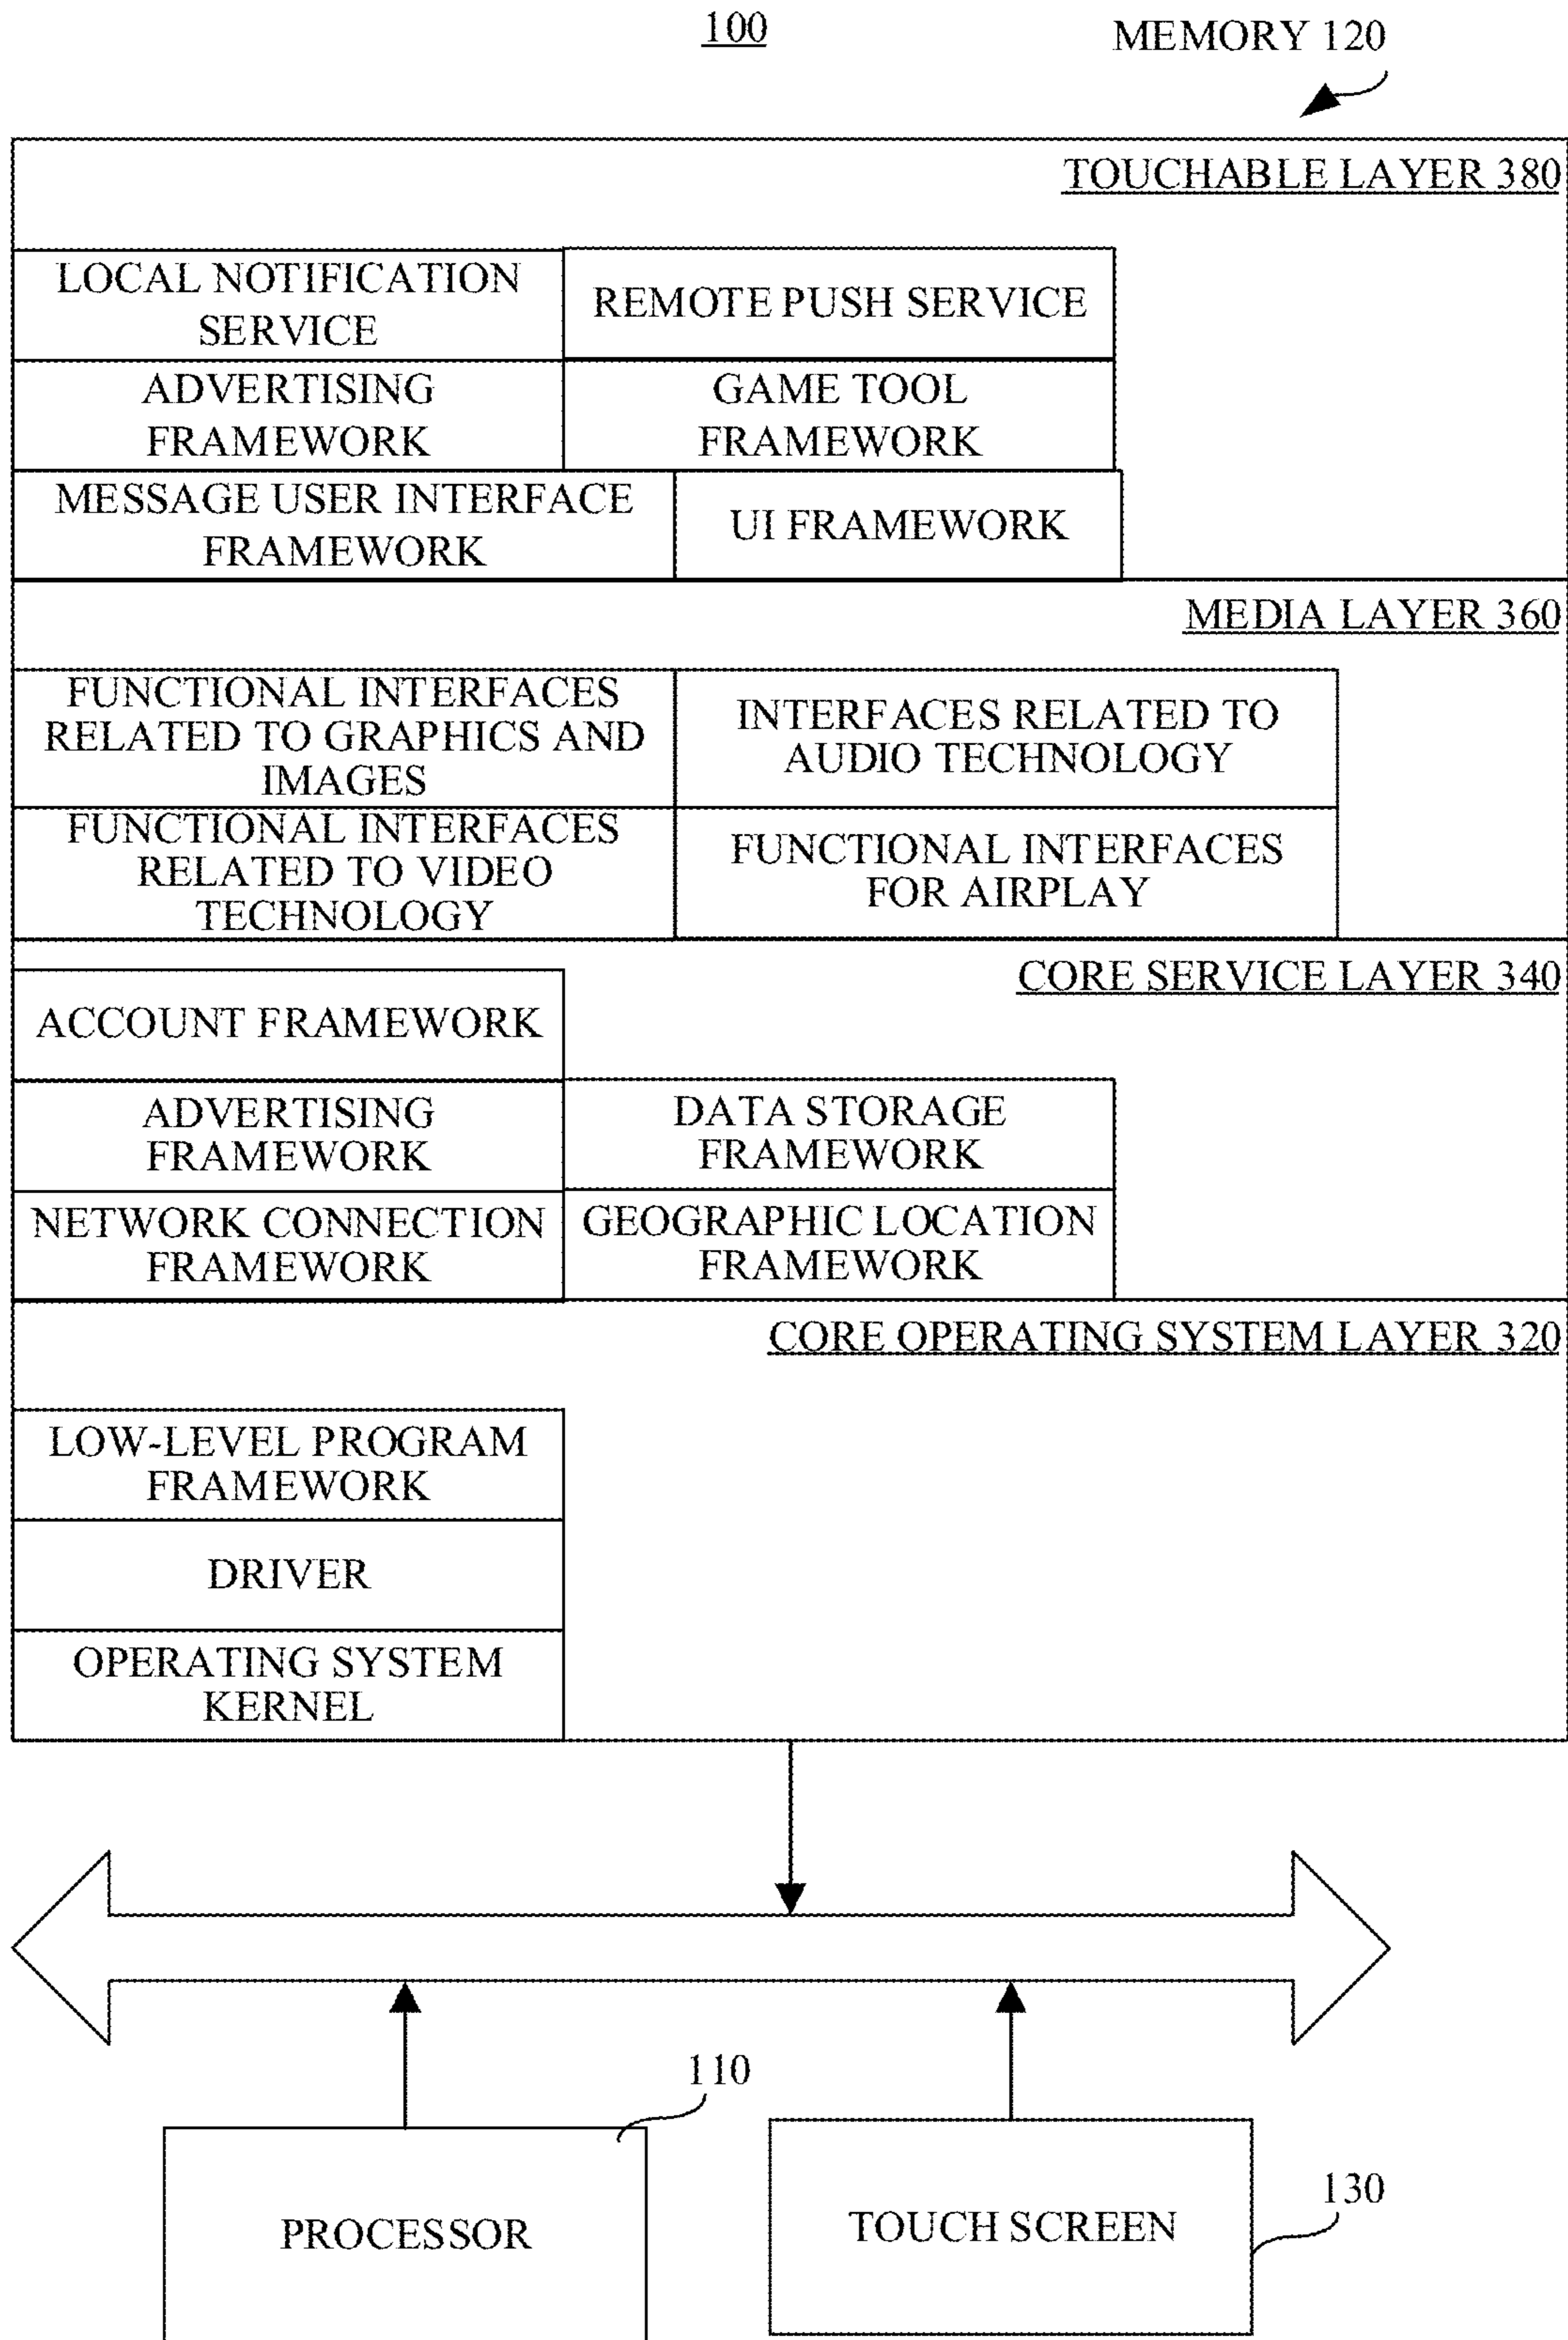 100
MEMORY 120
TOUCHABLE LAYER 380
LOCAL NOTIFICATION
SERVICE
REMOTE PUSH SERVICE
ADVERTISING
FRAMEWORK
GAME TOOL
FRAMEWORK
MESSAGE USER INTERFACE
FRAMEWORK
UI FRAMEWORK
MEDIA LAYER 360
FUNCTIONAL INTERFACES
RELATED TO GRAPHICS AND
IMAGES
INTERFACES RELATED TO
AUDIO TECHNOLOGY
FUNCTIONAL INTERFACES
RELATED TO VIDEO
TECHNOLOGY
FUNCTIONAL INTERFACES
FOR AIRPLAY
CORE SERVICE LAYER 340
ACCOUNT FRAMEWORK
ADVERTISING
FRAMEWORK
DATA STORAGE
FRAMEWORK
NETWORK CONNECTION
FRAMEWORK
GEOGRAPHIC LOCATION
FRAMEWORK
CORE OPERATING SYSTEM LAYER 320
LOW-LEVEL PROGRAM
FRAMEWORK
DRIVER
OPERATING SYSTEM
KERNEL
110
PROCESSOR
TOUCH SCREEN
130